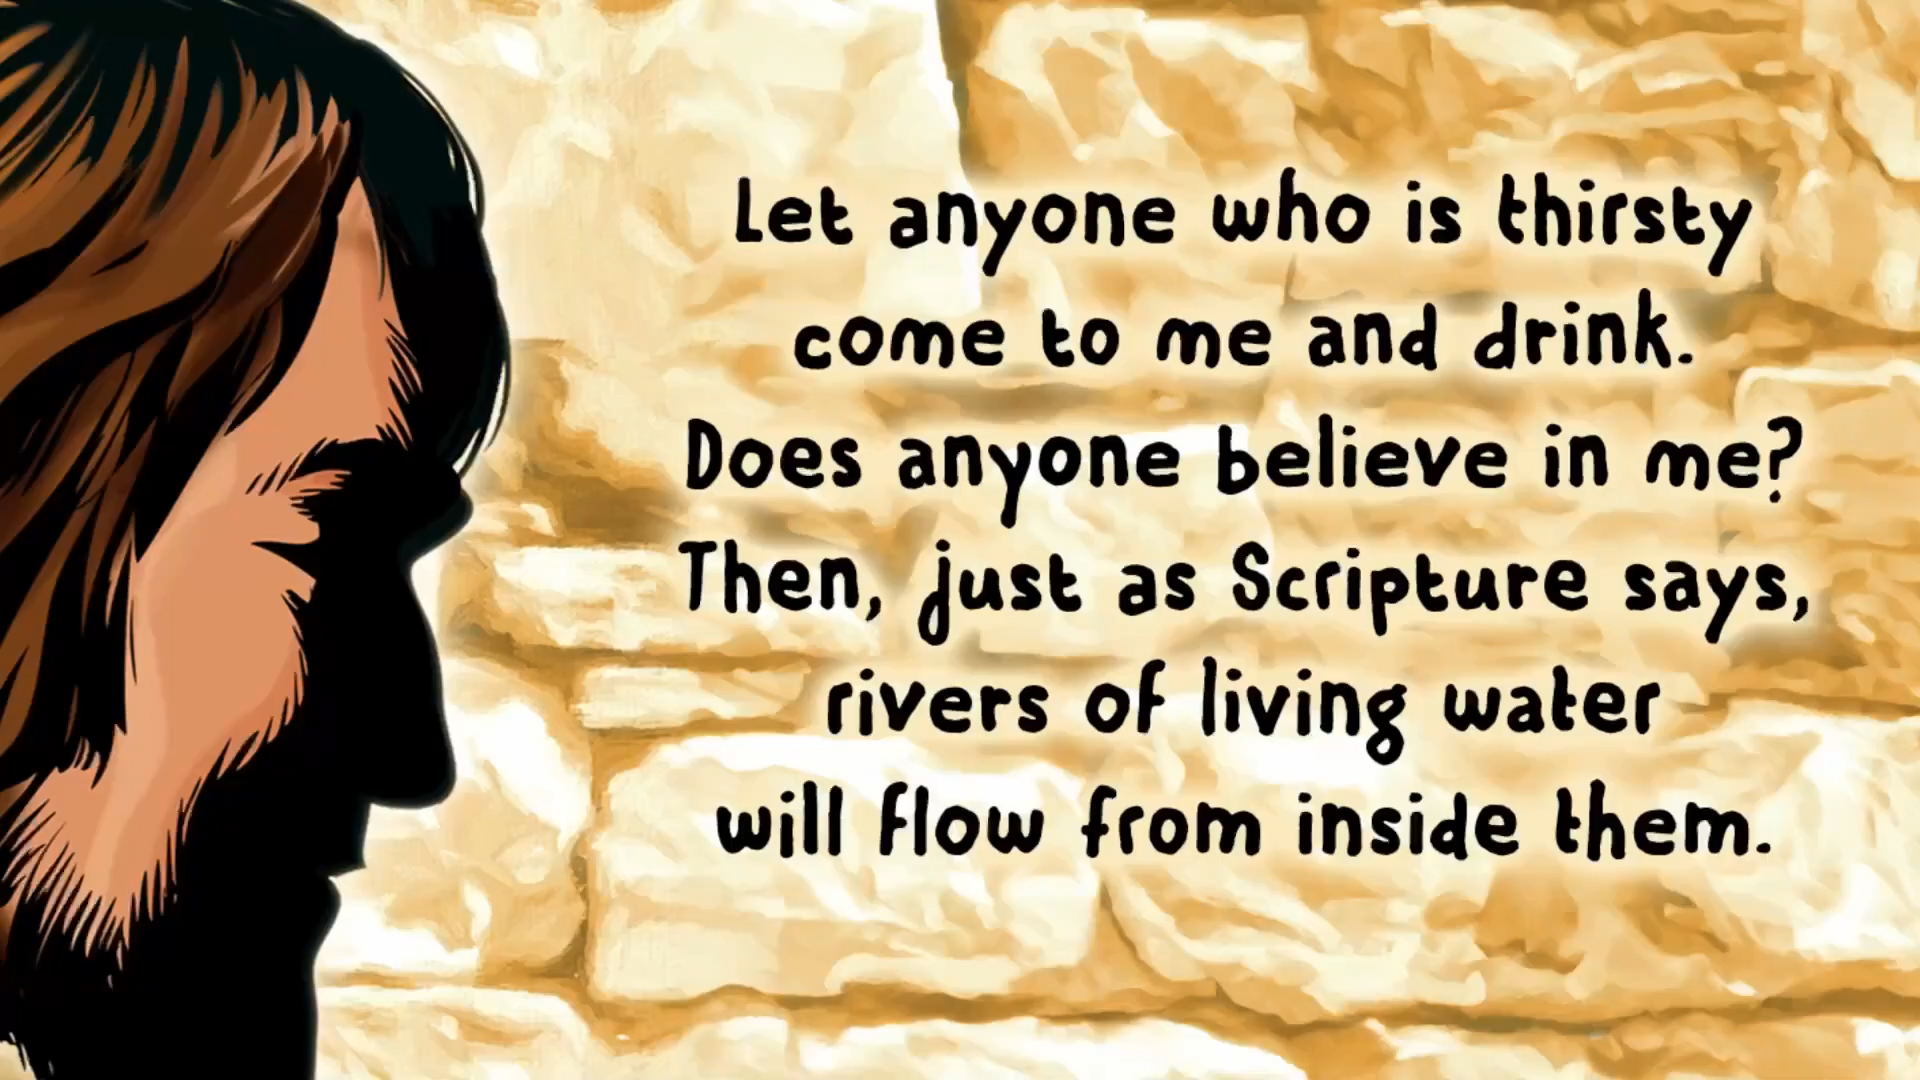 Let anyone who is thirsty
come to me and drink.
Does anyone believe in me?
Then, just as Scripture says,
rivers of living water
will flow from inside them.